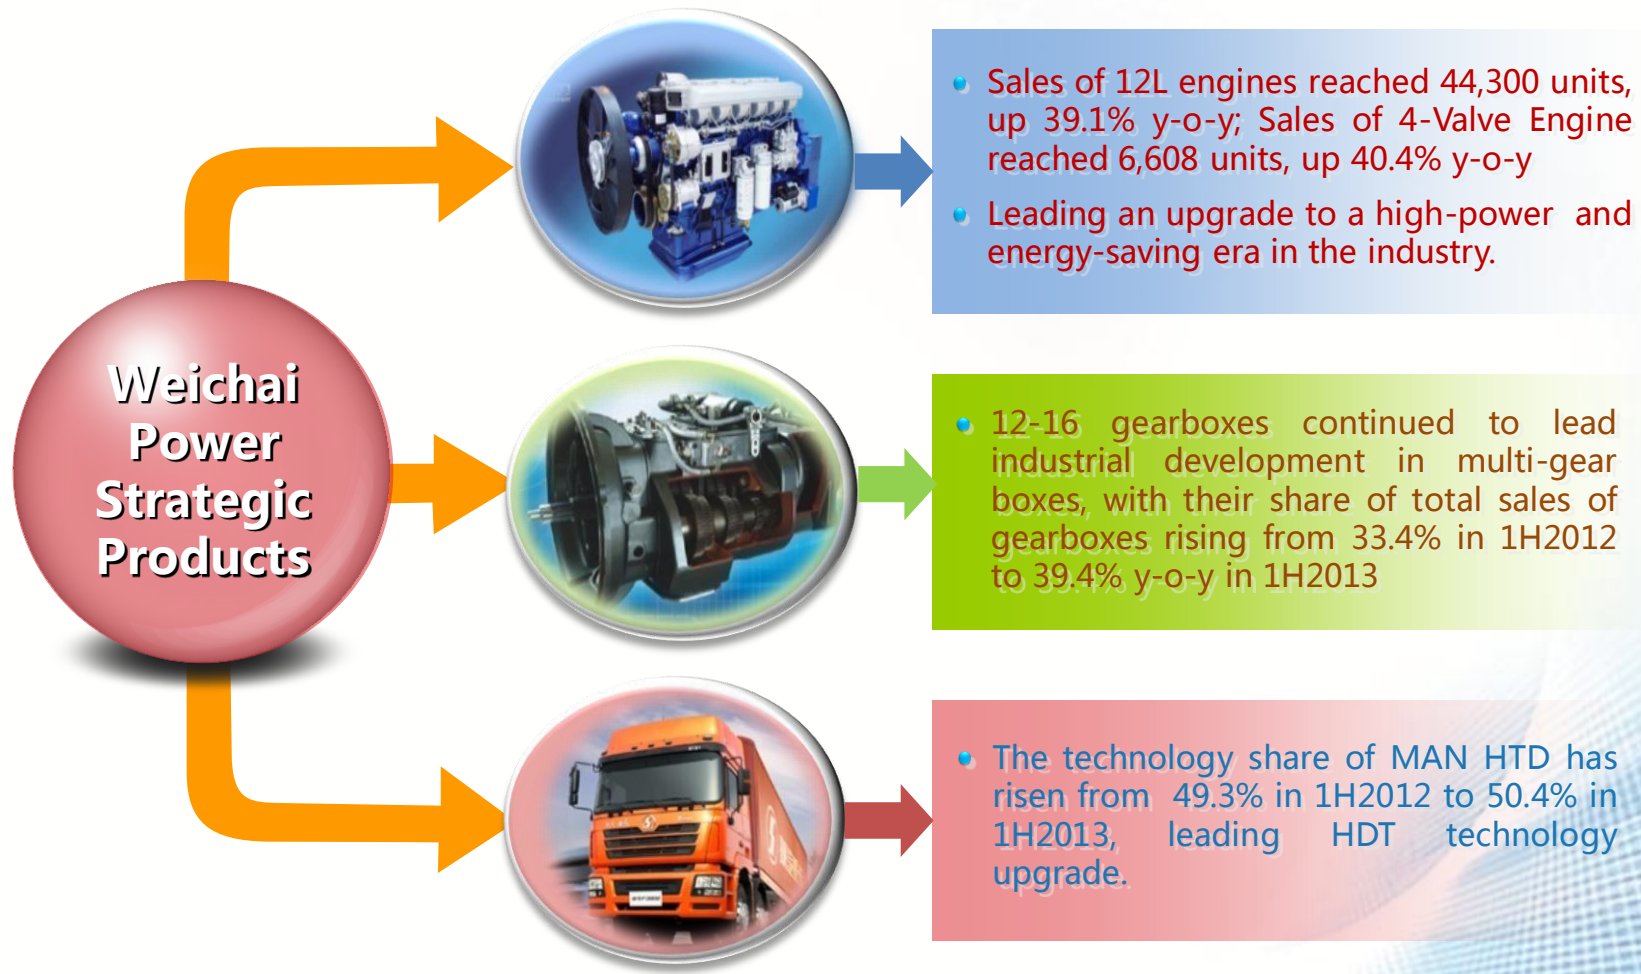 Weichai
Power
Strategic
Products
Sales of 12L engines reached 44,300 units,
up 39.1% y-o-y; Sales of 4-Valve Engine
reached 6,608 units, up 40.4% y-o-y
Leading an upgrade to a high-power and
energy-saving era in the industry.
12-16 gearboxes continued to lead
industrial development in multi-gear
boxes, with their share of total sales of
gearboxes rising from 33.4% in 1H2012
to 39.4% y-o-y in 1H2013
The technology share of MAN HTD has
risen from 49.3% in 1H2012 to 50.4% in
1H2013, leading HDT technology
upgrade.